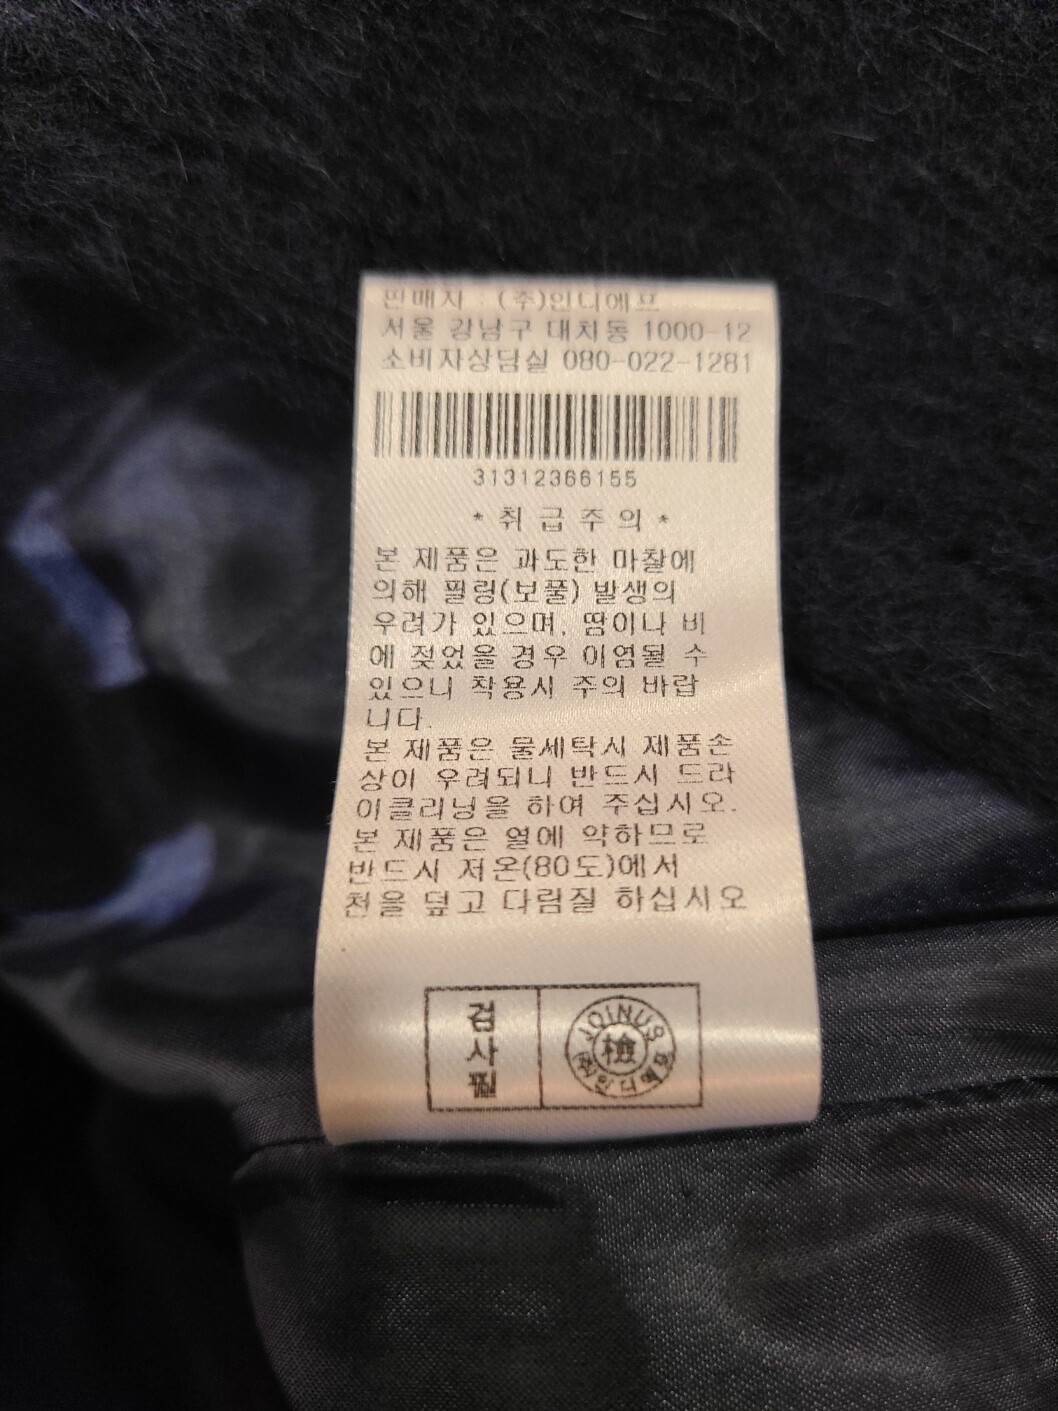 판매자 : (주)인디에프
서울 강남구 대치동 1000-12
소비자상담실 080-022-1281
31312366155
*취급주의*
본 제품은 과도한 마찰에
의해 필링(보풀) 발생의
우려가 있으며, 땀이나 비
에 젖었을 경우 이염될 수
있으니 착용시 주의 바랍
니다.
본 제품은 물세탁시 제품손
상이 우려되니 반드시 드라
이클리닝을 하여 주십시오.
본 제품은 열에 약하므로
반드시 저온(80도)에서
천을 덮고 다림질 하십시오
검사필
JOINUS
檢
(주)인디에프